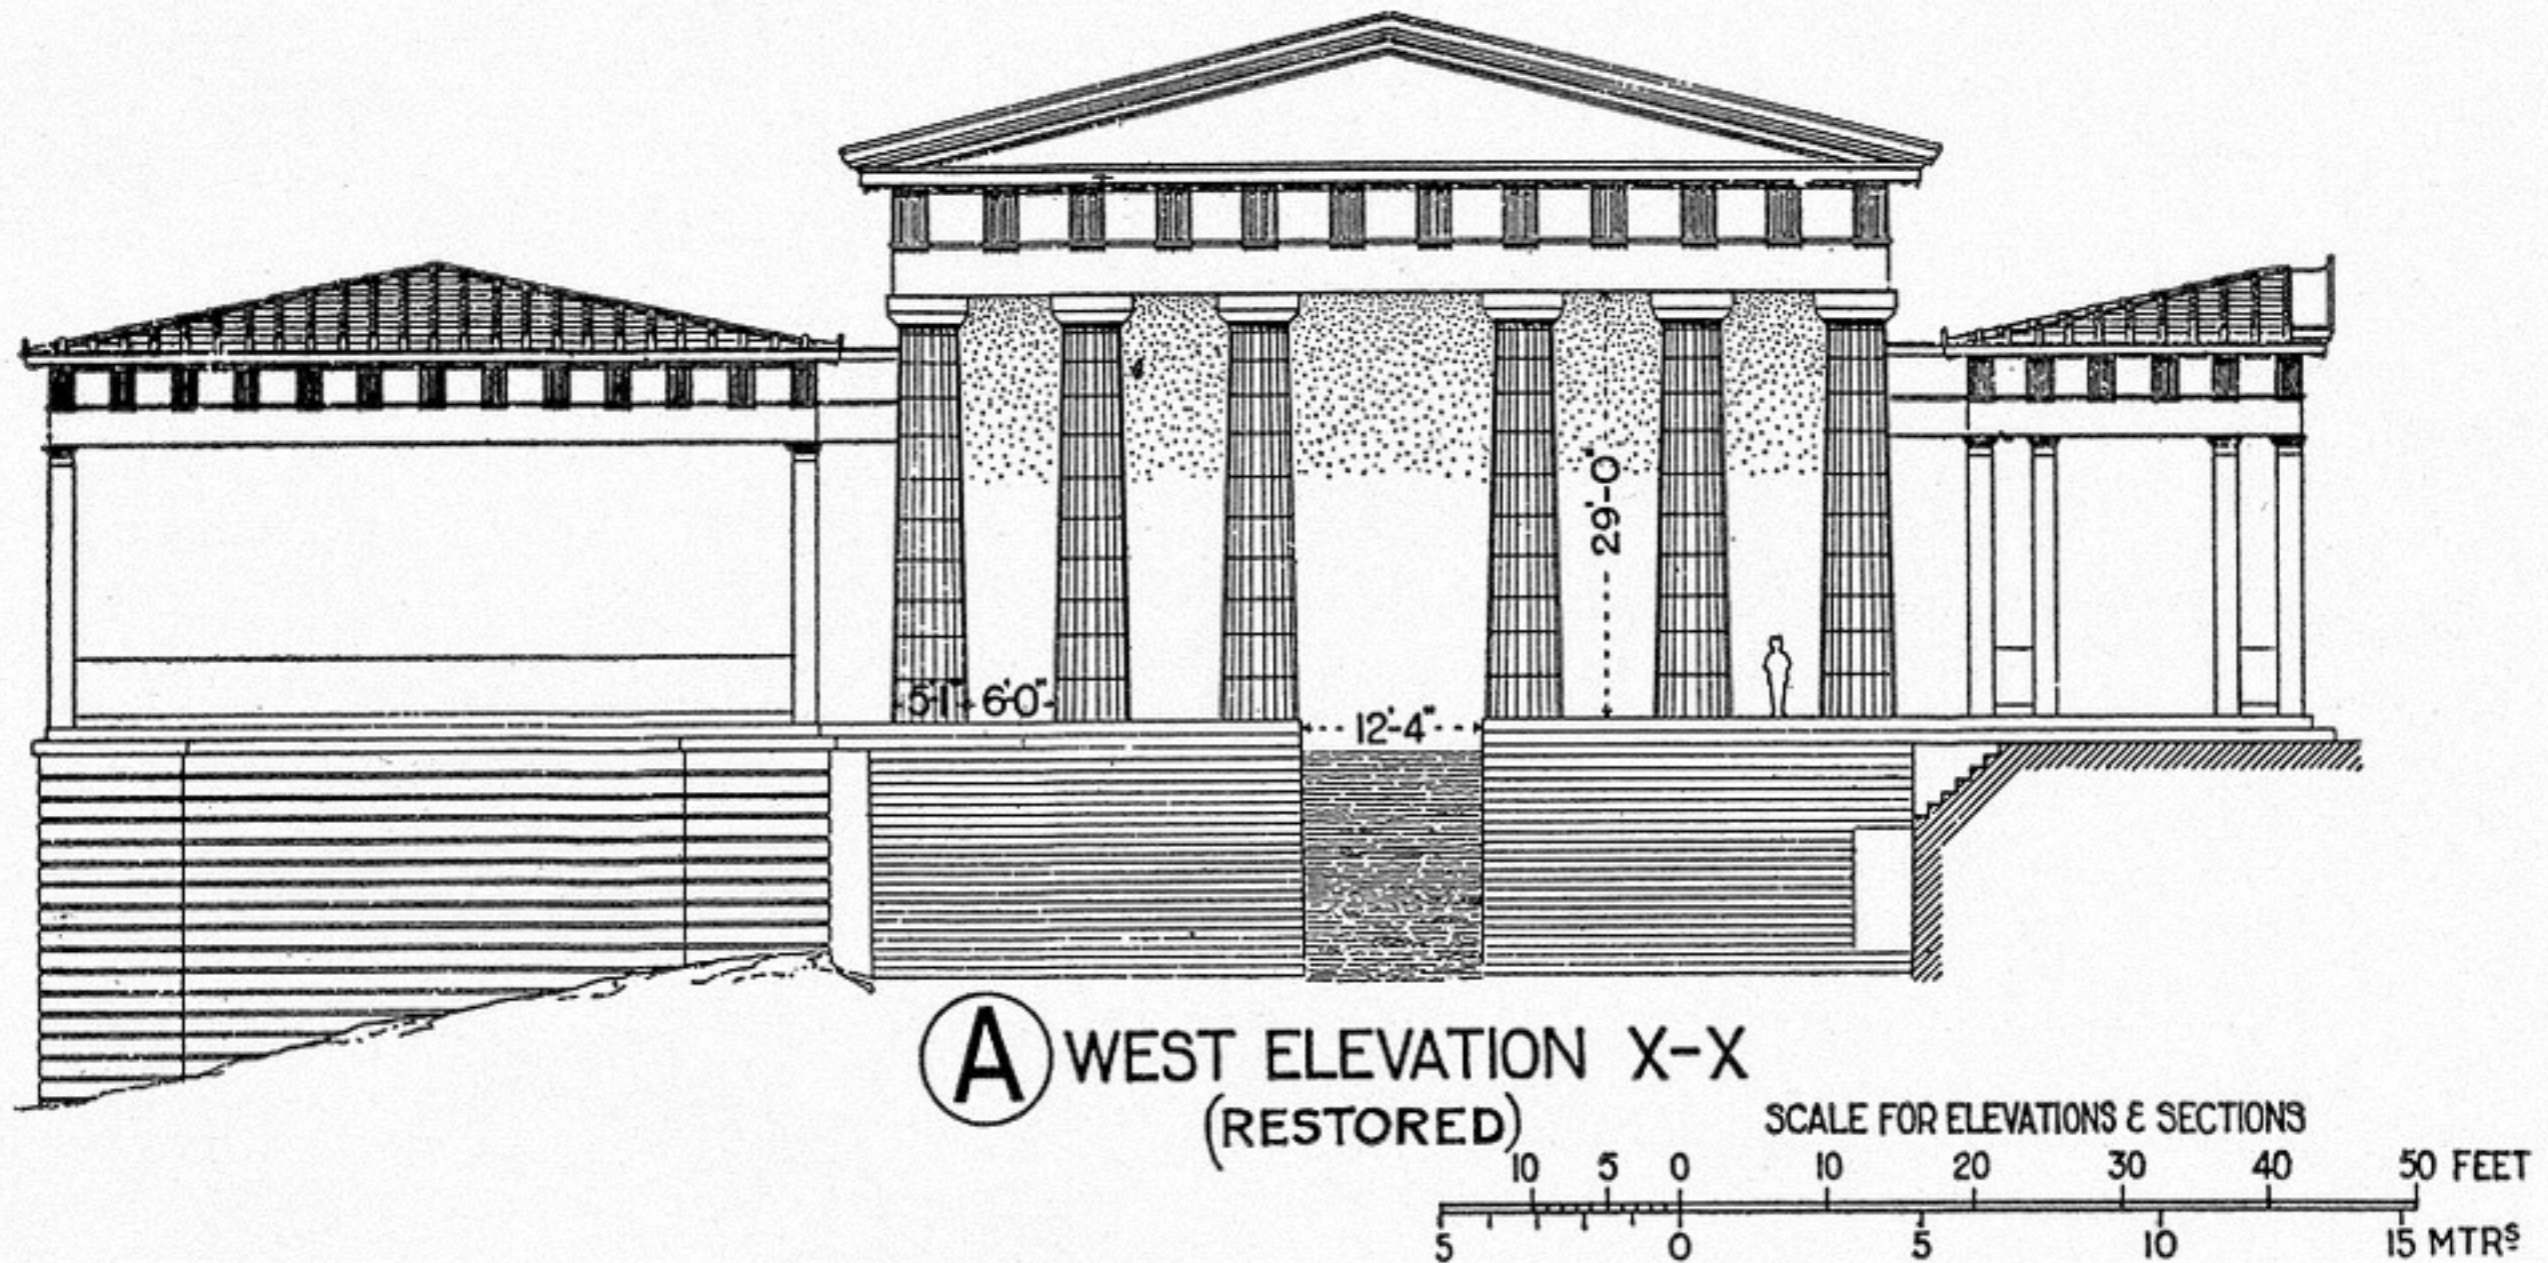 29'-0"
5'1" 6'0"
12'-4"
A WEST ELEVATION X-X
(RESTORED)
SCALE FOR ELEVATIONS & SECTIONS
10 5 0 10 20 30 40 50 FEET
5 0 5 10 15 MTRS